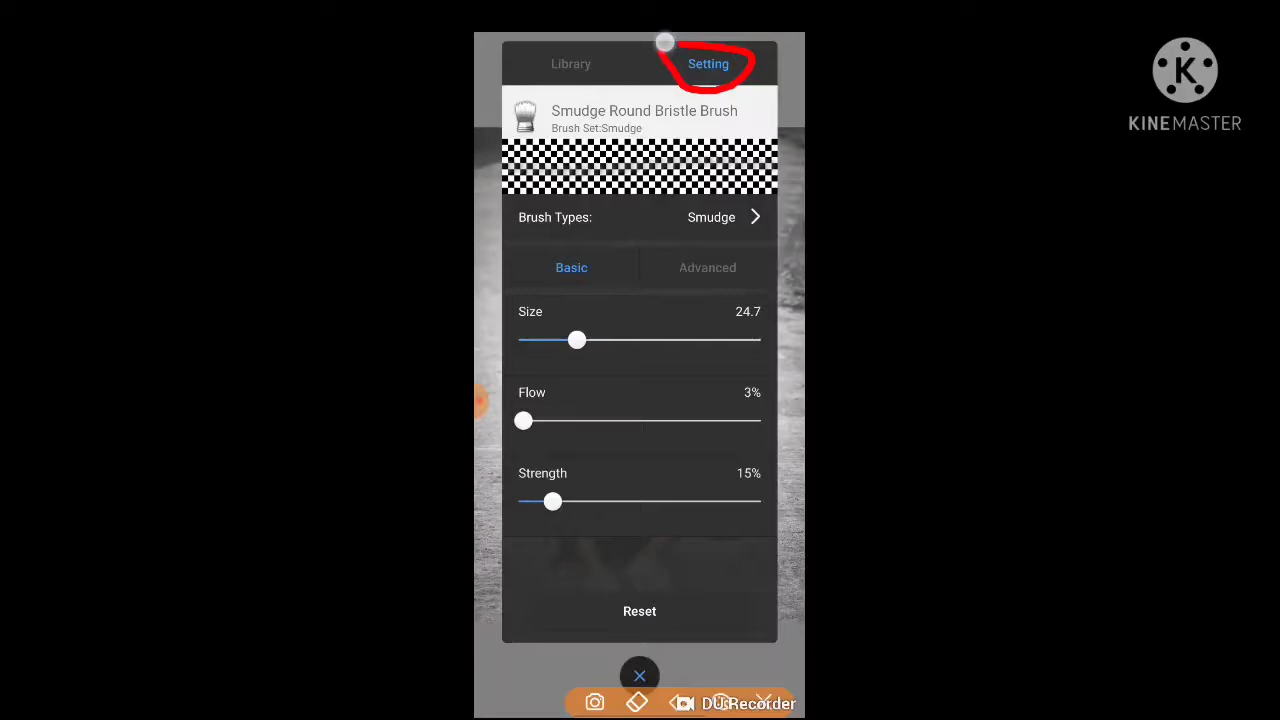 Library Setting
Smudge Round Bristle Brush
Brush Set:Smudge
Brush Types: Smudge
Basic Advanced
Size 24.7
Flow 3%
Strength 15%
Reset
DU Recorder
K
KINEMASTER